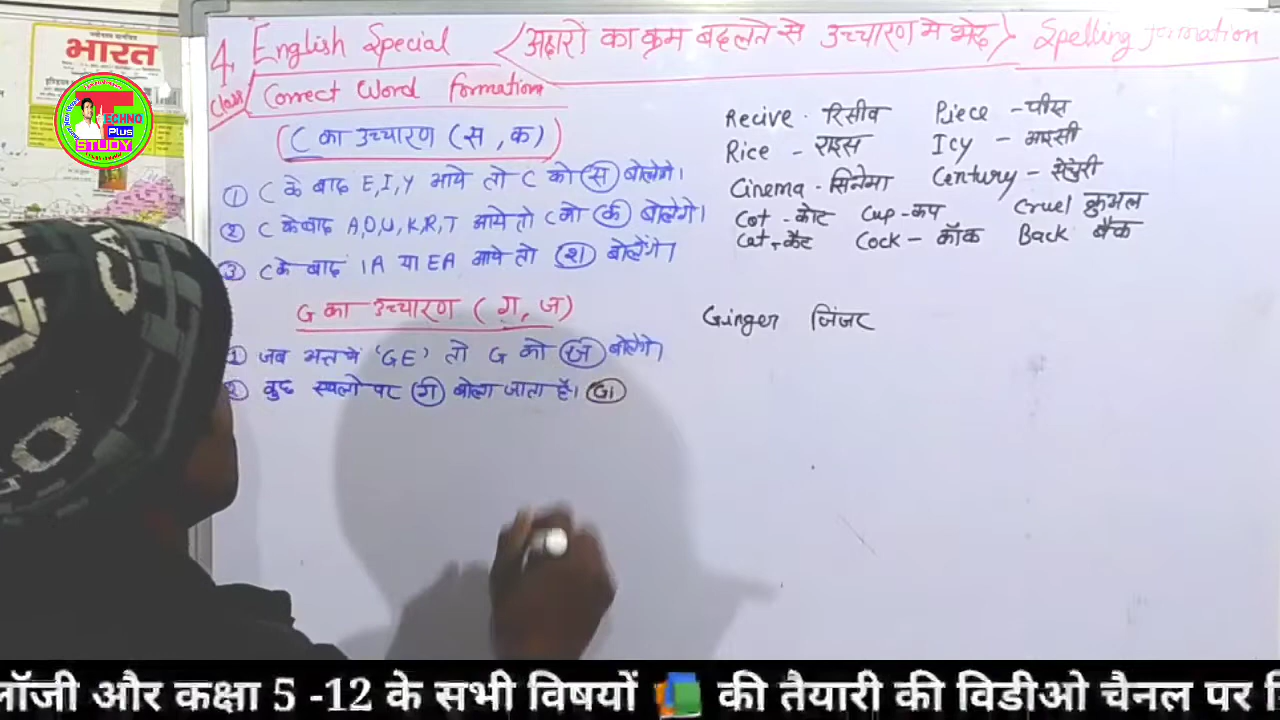 भारत
TECHNO
Plus
STUDY
4 Class
English Special (अक्षरों का क्रम बदलने से उच्चारण मे भेद) Spelling formation
Correct Word Formation
C का उच्चारण (स, क)
① C के बाद E,I,Y आये तो C को (स) बोलेंगे।
② C के बाद A,O,U,K,R,T आये तो C को (क) बोलेंगे।
③ C के बाद IA या EA आये तो (श) बोलेंगे।
G का उच्चारण (ग, ज)
① जब अन्त में 'GE' तो G को (ज) बोलेंगे।
② कुछ स्थलो पर (ग) बोला जाता है। (GI
Recive - रिसीव Piece - पीस
Rice - राइस Icy - आइसी
Cinema - सिनेमा Century - सेंचुरी
Cot - कोट Cup - कप Cruel क्रुअल
Cat - कैट Cock - कॉक Back बैक
Ginger जिंजर
लॉजी और कक्षा 5 -12 के सभी विषयों की तैयारी की विडीओ चैनल पर